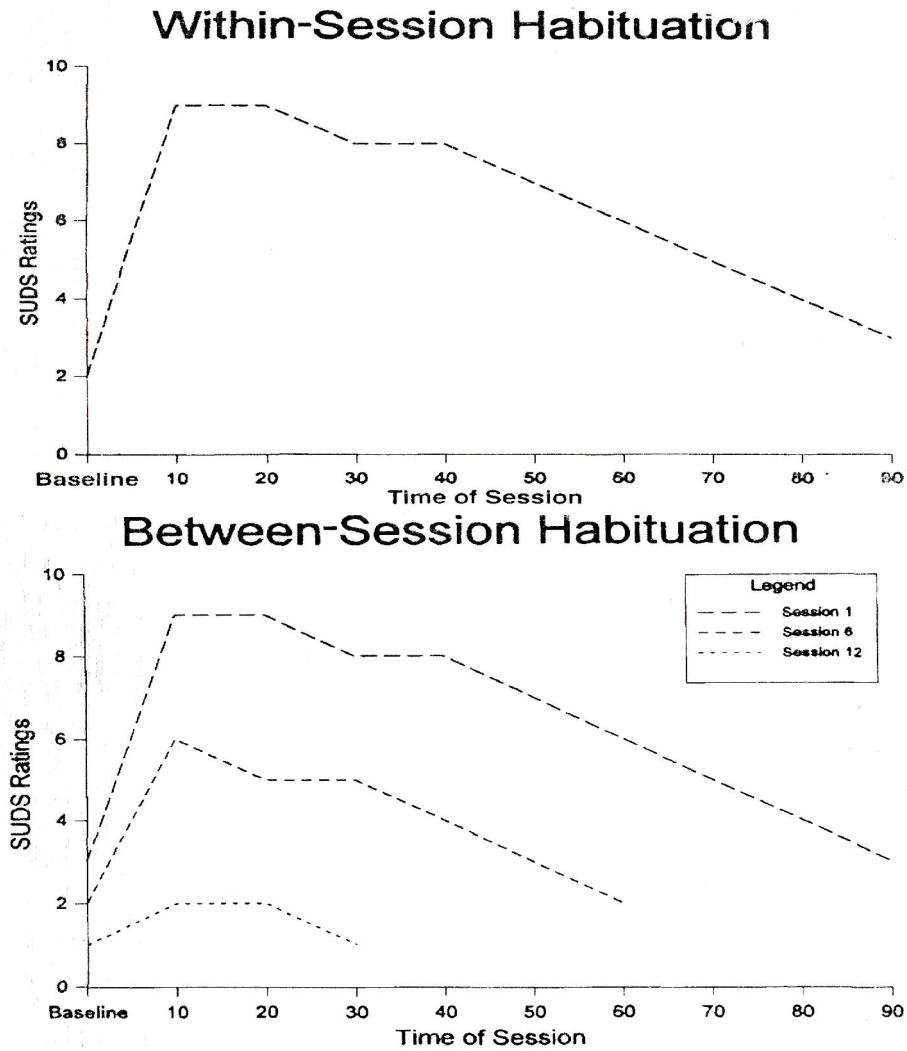 Within-Session Habituation
10
8
6
4
2
0
SUDS Ratings
Baseline 10 20 30 40 50 60 70 80 90
Time of Session
Between-Session Habituation
10
8
6
4
2
0
SUDS Ratings
Legend
Session 1
Session 6
Session 12
Baseline 10 20 30 40 50 60 70 80 90
Time of Session